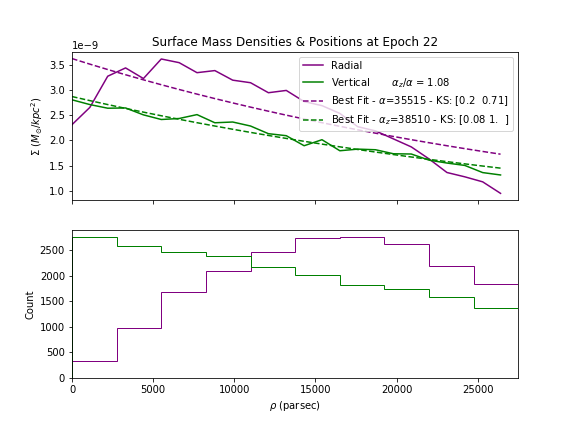 Surface Mass Densities & Positions at Epoch 22
1e−9
3.5
3.0
2.5
2.0
1.5
1.0
Σ (M⊙/kpc²)
Radial
Vertical αz/α = 1.08
Best Fit - α=35515 - KS: [0.2 0.71]
Best Fit - αz=38510 - KS: [0.08 1. ]
2500
2000
1500
1000
500
0
Count
0 5000 10000 15000 20000 25000
ρ (parsec)